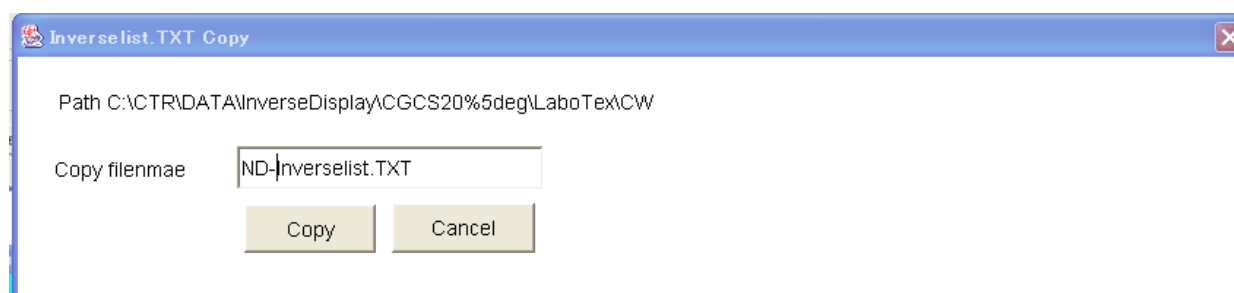 Inverselist.TXT Copy
Path C:\CTR\DATA\InverseDisplay\CGCS20%5deg\LaboTex\CW
Copy filenmae ND-Inverselist.TXT
Copy Cancel